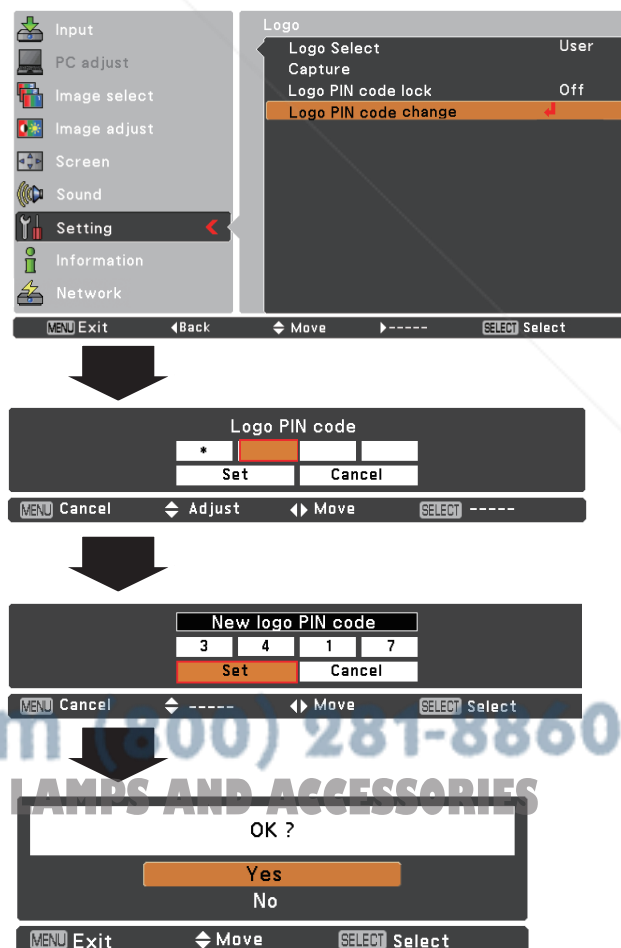 Input
PC adjust
Image select
Image adjust
Screen
Sound
Setting
Information
Network
Logo
Logo Select User
Capture
Logo PIN code lock Off
Logo PIN code change
MENU Exit ◀Back Move ▶----- SELECT Select
Logo PIN code
*
Set Cancel
MENU Cancel Adjust ◀▶ Move SELECT -----
New logo PIN code
3 4 1 7
Set Cancel
MENU Cancel ----- ◀▶ Move SELECT Select
m (800) 281-8860
LAMPS AND ACCESSORIES
OK ?
Yes
No
MENU Exit Move SELECT Select